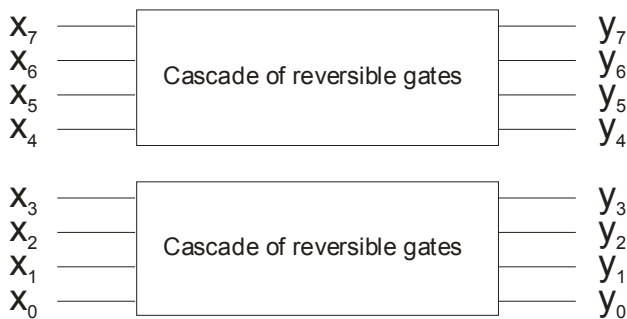 x₇ y₇
x₆ y₆
Cascade of reversible gates
x₅ y₅
x₄ y₄
x₃ y₃
x₂ y₂
Cascade of reversible gates
x₁ y₁
x₀ y₀